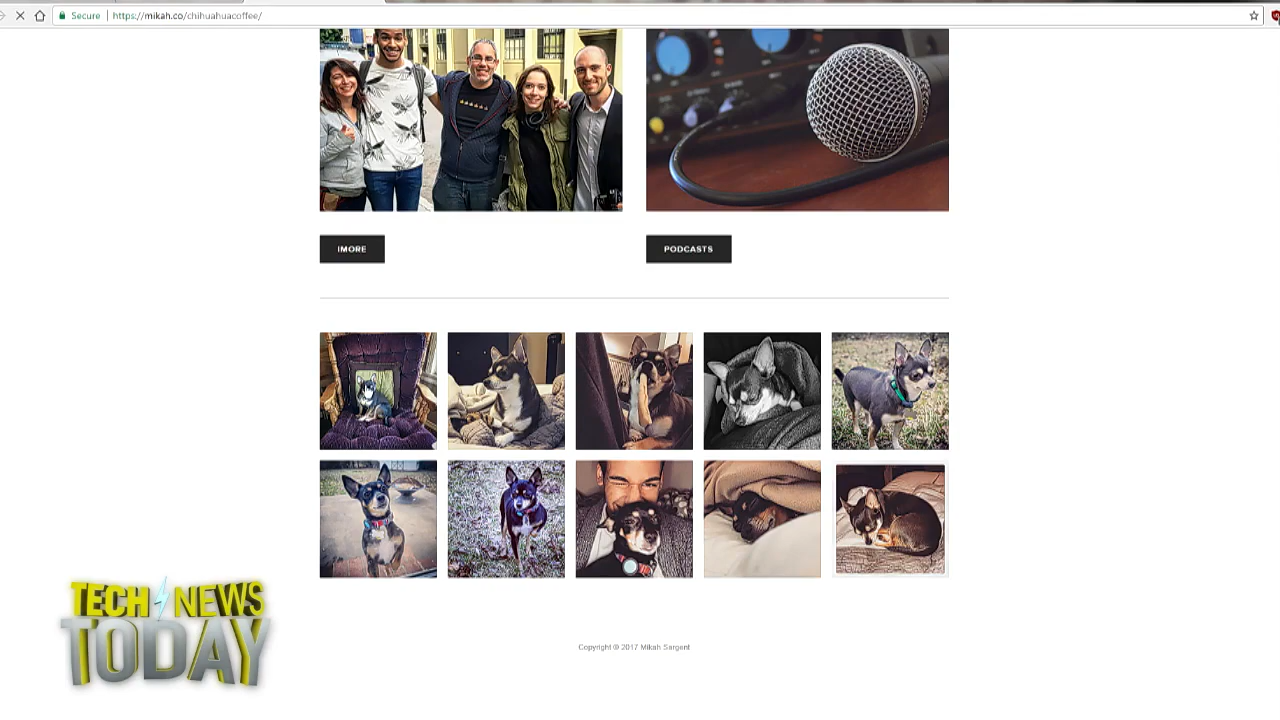 Secure
https://mikah.co/chihuahuacoffee/
IMORE
PODCASTS
Copyright © 2017 Mikah Sargent
TECH NEWS
TODAY